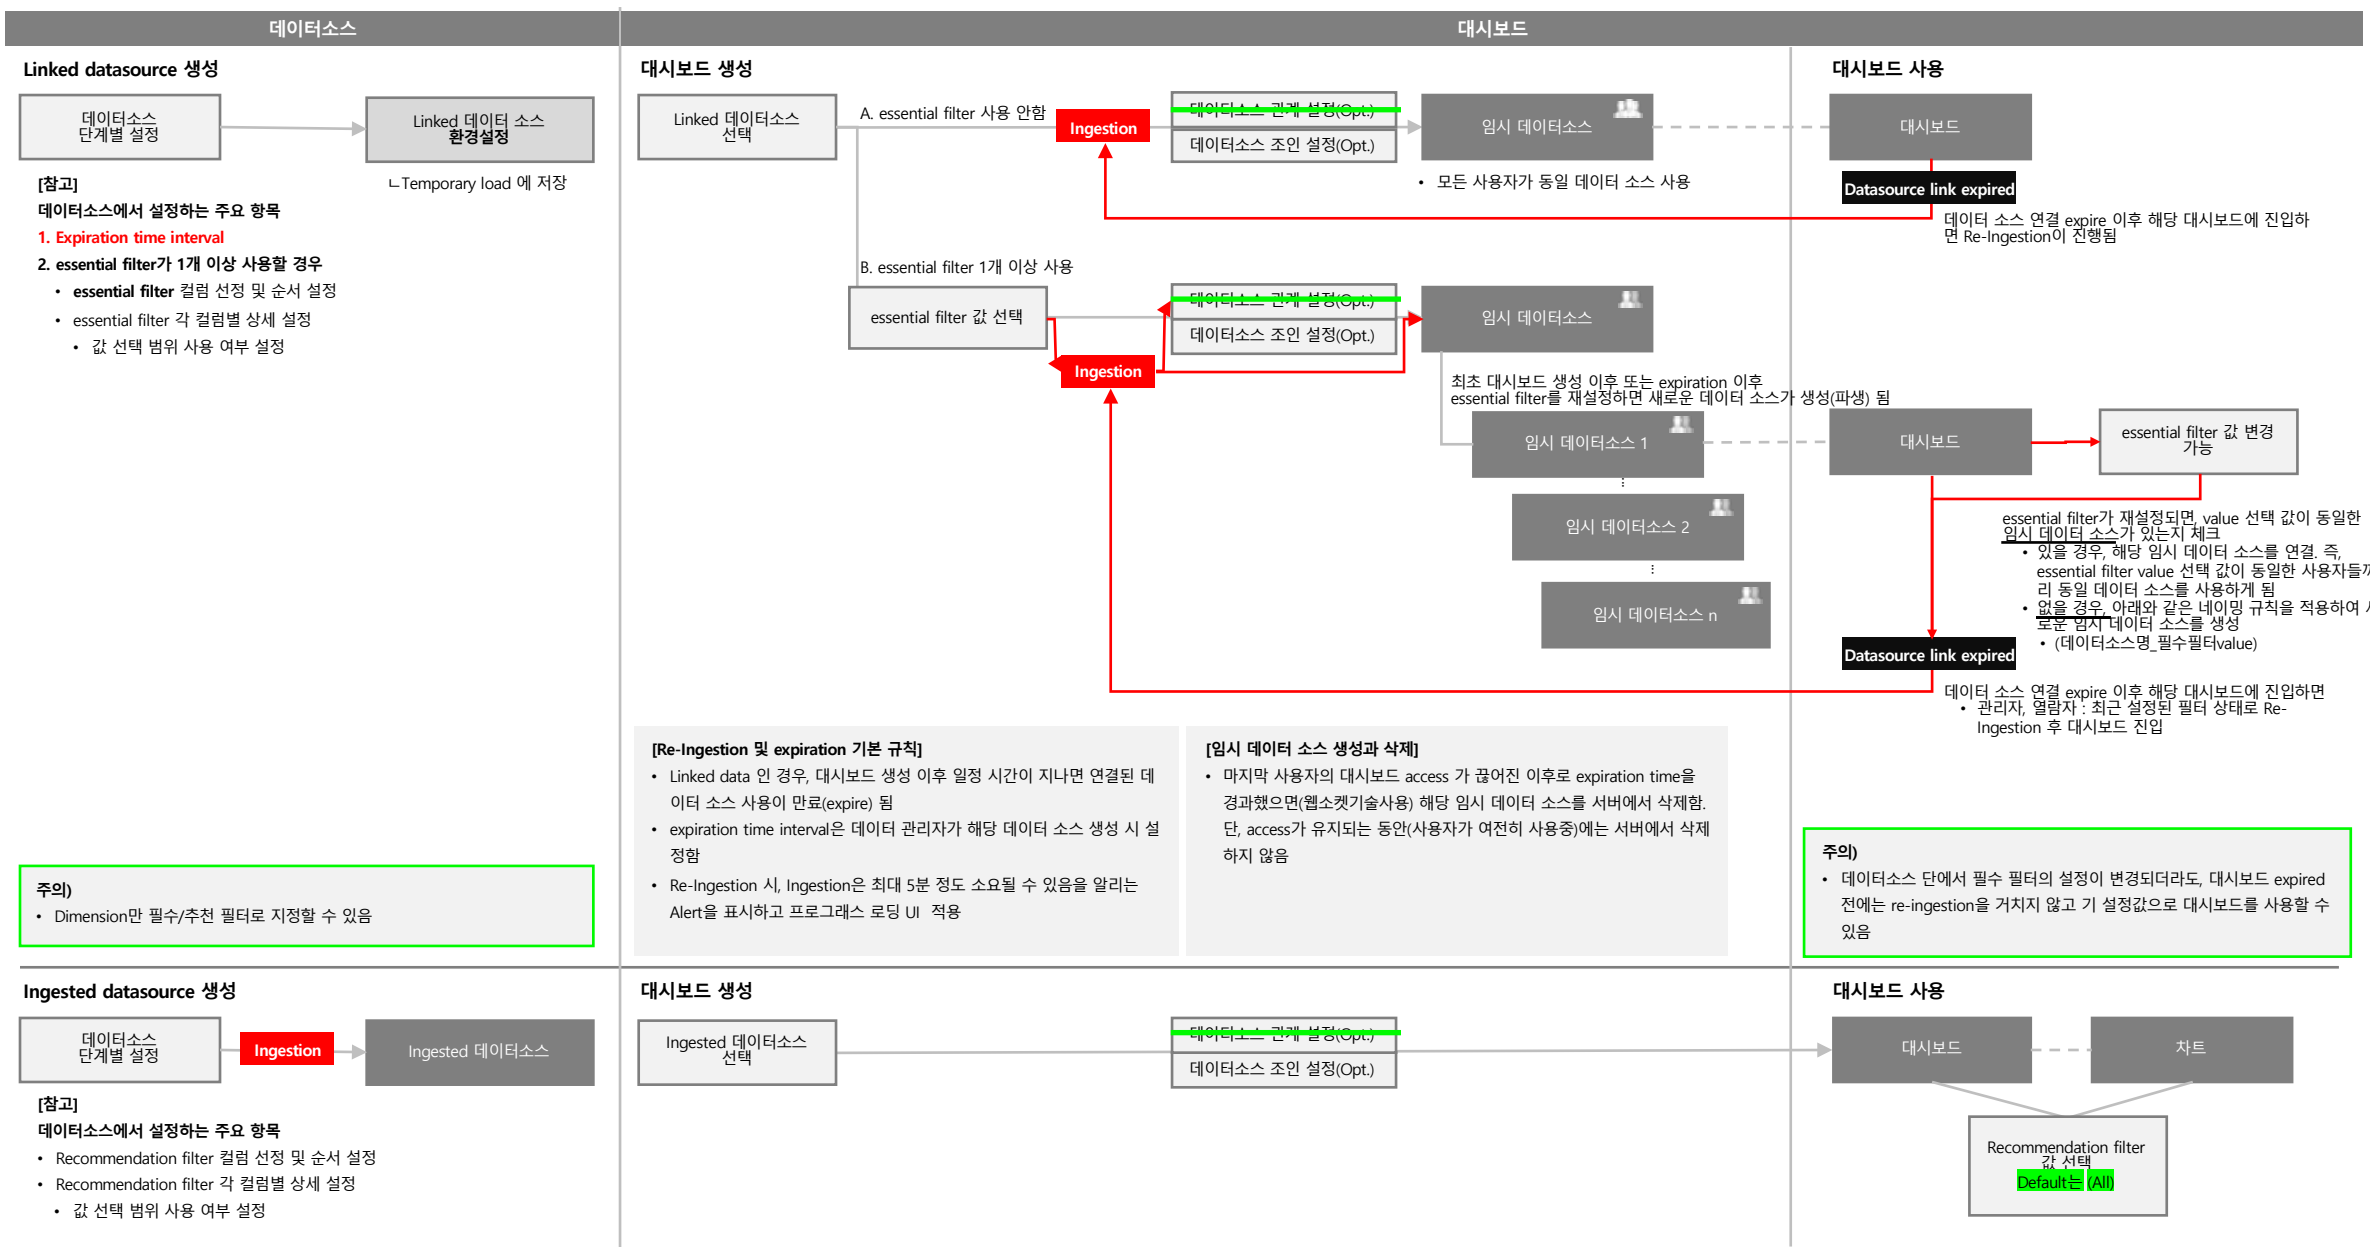 데이터소스
대시보드
Linked datasource 생성
데이터소스
단계별 설정
Linked 데이터 소스
환경설정
ㄴTemporary load 에 저장
[참고]
데이터소스에서 설정하는 주요 항목
1. Expiration time interval
2. essential filter가 1개 이상 사용할 경우
• essential filter 컬럼 선정 및 순서 설정
• essential filter 각 컬럼별 상세 설정
• 값 선택 범위 사용 여부 설정
주의)
• Dimension만 필수/추천 필터로 지정할 수 있음
대시보드 생성
Linked 데이터소스
선택
A. essential filter 사용 안함
Ingestion
데이터소스 관계 설정(Opt.)
데이터소스 조인 설정(Opt.)
임시 데이터소스
• 모든 사용자가 동일 데이터 소스 사용
B. essential filter 1개 이상 사용
essential filter 값 선택
Ingestion
데이터소스 관계 설정(Opt.)
데이터소스 조인 설정(Opt.)
임시 데이터소스
최초 대시보드 생성 이후 또는 expiration 이후
essential filter를 재설정하면 새로운 데이터 소스가 생성(파생) 됨
임시 데이터소스 1
임시 데이터소스 2
임시 데이터소스 n
[Re-Ingestion 및 expiration 기본 규칙]
• Linked data 인 경우, 대시보드 생성 이후 일정 시간이 지나면 연결된 데
이터 소스 사용이 만료(expire) 됨
• expiration time interval은 데이터 관리자가 해당 데이터 소스 생성 시 설
정함
• Re-Ingestion 시, Ingestion은 최대 5분 정도 소요될 수 있음을 알리는
Alert을 표시하고 프로그래스 로딩 UI 적용
[임시 데이터 소스 생성과 삭제]
• 마지막 사용자의 대시보드 access 가 끊어진 이후로 expiration time을
경과했으면(웹소켓기술사용) 해당 임시 데이터 소스를 서버에서 삭제함.
단, access가 유지되는 동안(사용자가 여전히 사용중)에는 서버에서 삭제
하지 않음
대시보드 사용
대시보드
Datasource link expired
데이터 소스 연결 expire 이후 해당 대시보드에 진입하
면 Re-Ingestion이 진행됨
대시보드
essential filter 값 변경
가능
essential filter가 재설정되면, value 선택 값이 동일한
임시 데이터 소스가 있는지 체크
• 있을 경우, 해당 임시 데이터 소스를 연결. 즉,
essential filter value 선택 값이 동일한 사용자들끼
리 동일 데이터 소스를 사용하게 됨
• 없을 경우, 아래와 같은 네이밍 규칙을 적용하여
로운 임시 데이터 소스를 생성
• (데이터소스명_필수필터value)
Datasource link expired
데이터 소스 연결 expire 이후 해당 대시보드에 진입하면
• 관리자, 열람자 : 최근 설정된 필터 상태로 Re-
Ingestion 후 대시보드 진입
주의)
• 데이터소스 단에서 필수 필터의 설정이 변경되더라도, 대시보드 expired
전에는 re-ingestion을 거치지 않고 기 설정값으로 대시보드를 사용할 수
있음
Ingested datasource 생성
데이터소스
단계별 설정
Ingestion
Ingested 데이터소스
[참고]
데이터소스에서 설정하는 주요 항목
• Recommendation filter 컬럼 선정 및 순서 설정
• Recommendation filter 각 컬럼별 상세 설정
• 값 선택 범위 사용 여부 설정
대시보드 생성
Ingested 데이터소스
선택
데이터소스 관계 설정(Opt.)
데이터소스 조인 설정(Opt.)
대시보드 사용
대시보드
차트
Recommendation filter
값 선택
Default는 (All)